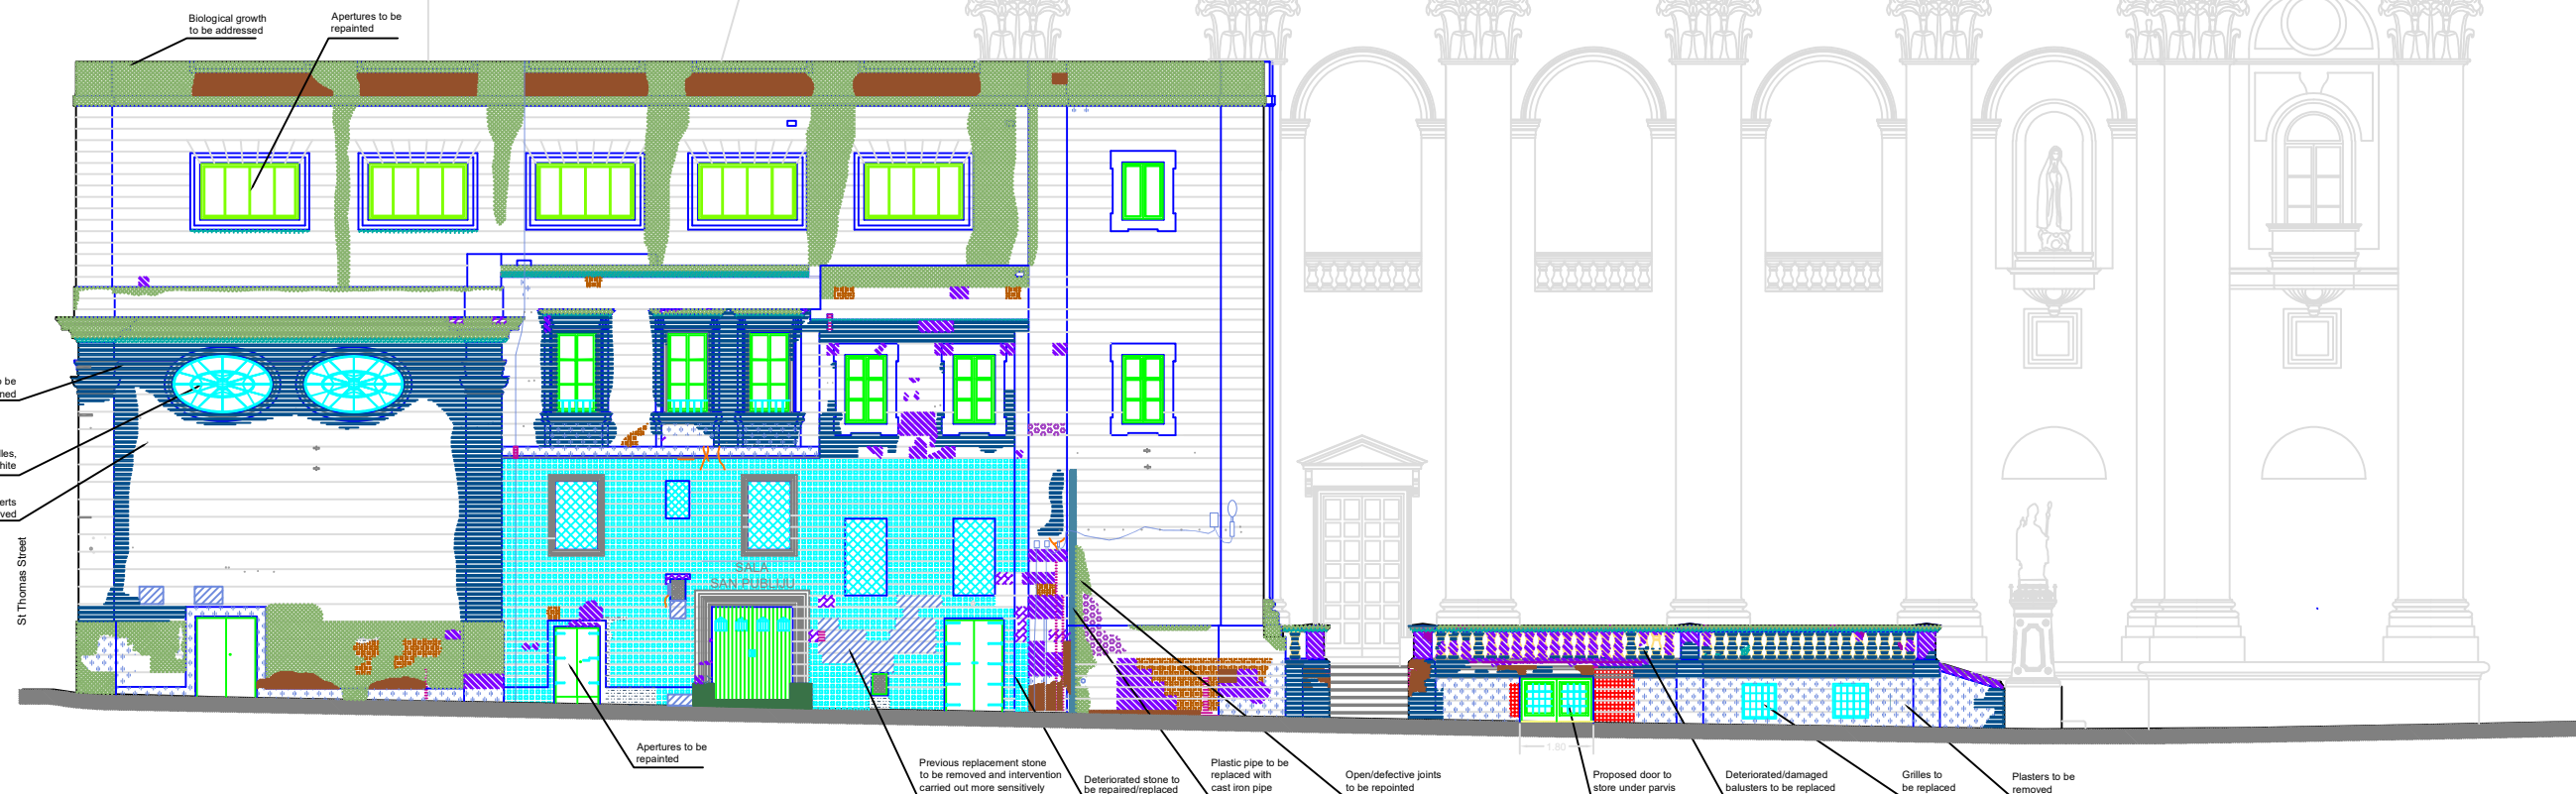 Biological growth
to be addressed
Apertures to be
repainted
be
ned
les,
hite
erts
ved
St Thomas Street
SALA
SAN PUBLIJU
1.80
Apertures to be
repainted
Previous replacement stone
to be removed and intervention
carried out more sensitively
Deteriorated stone to
be repaired/replaced
Plastic pipe to be
replaced with
cast iron pipe
Open/defective joints
to be repointed
Proposed door to
store under parvis
Deteriorated/damaged
balusters to be replaced
Grilles to
be replaced
Plasters to be
removed